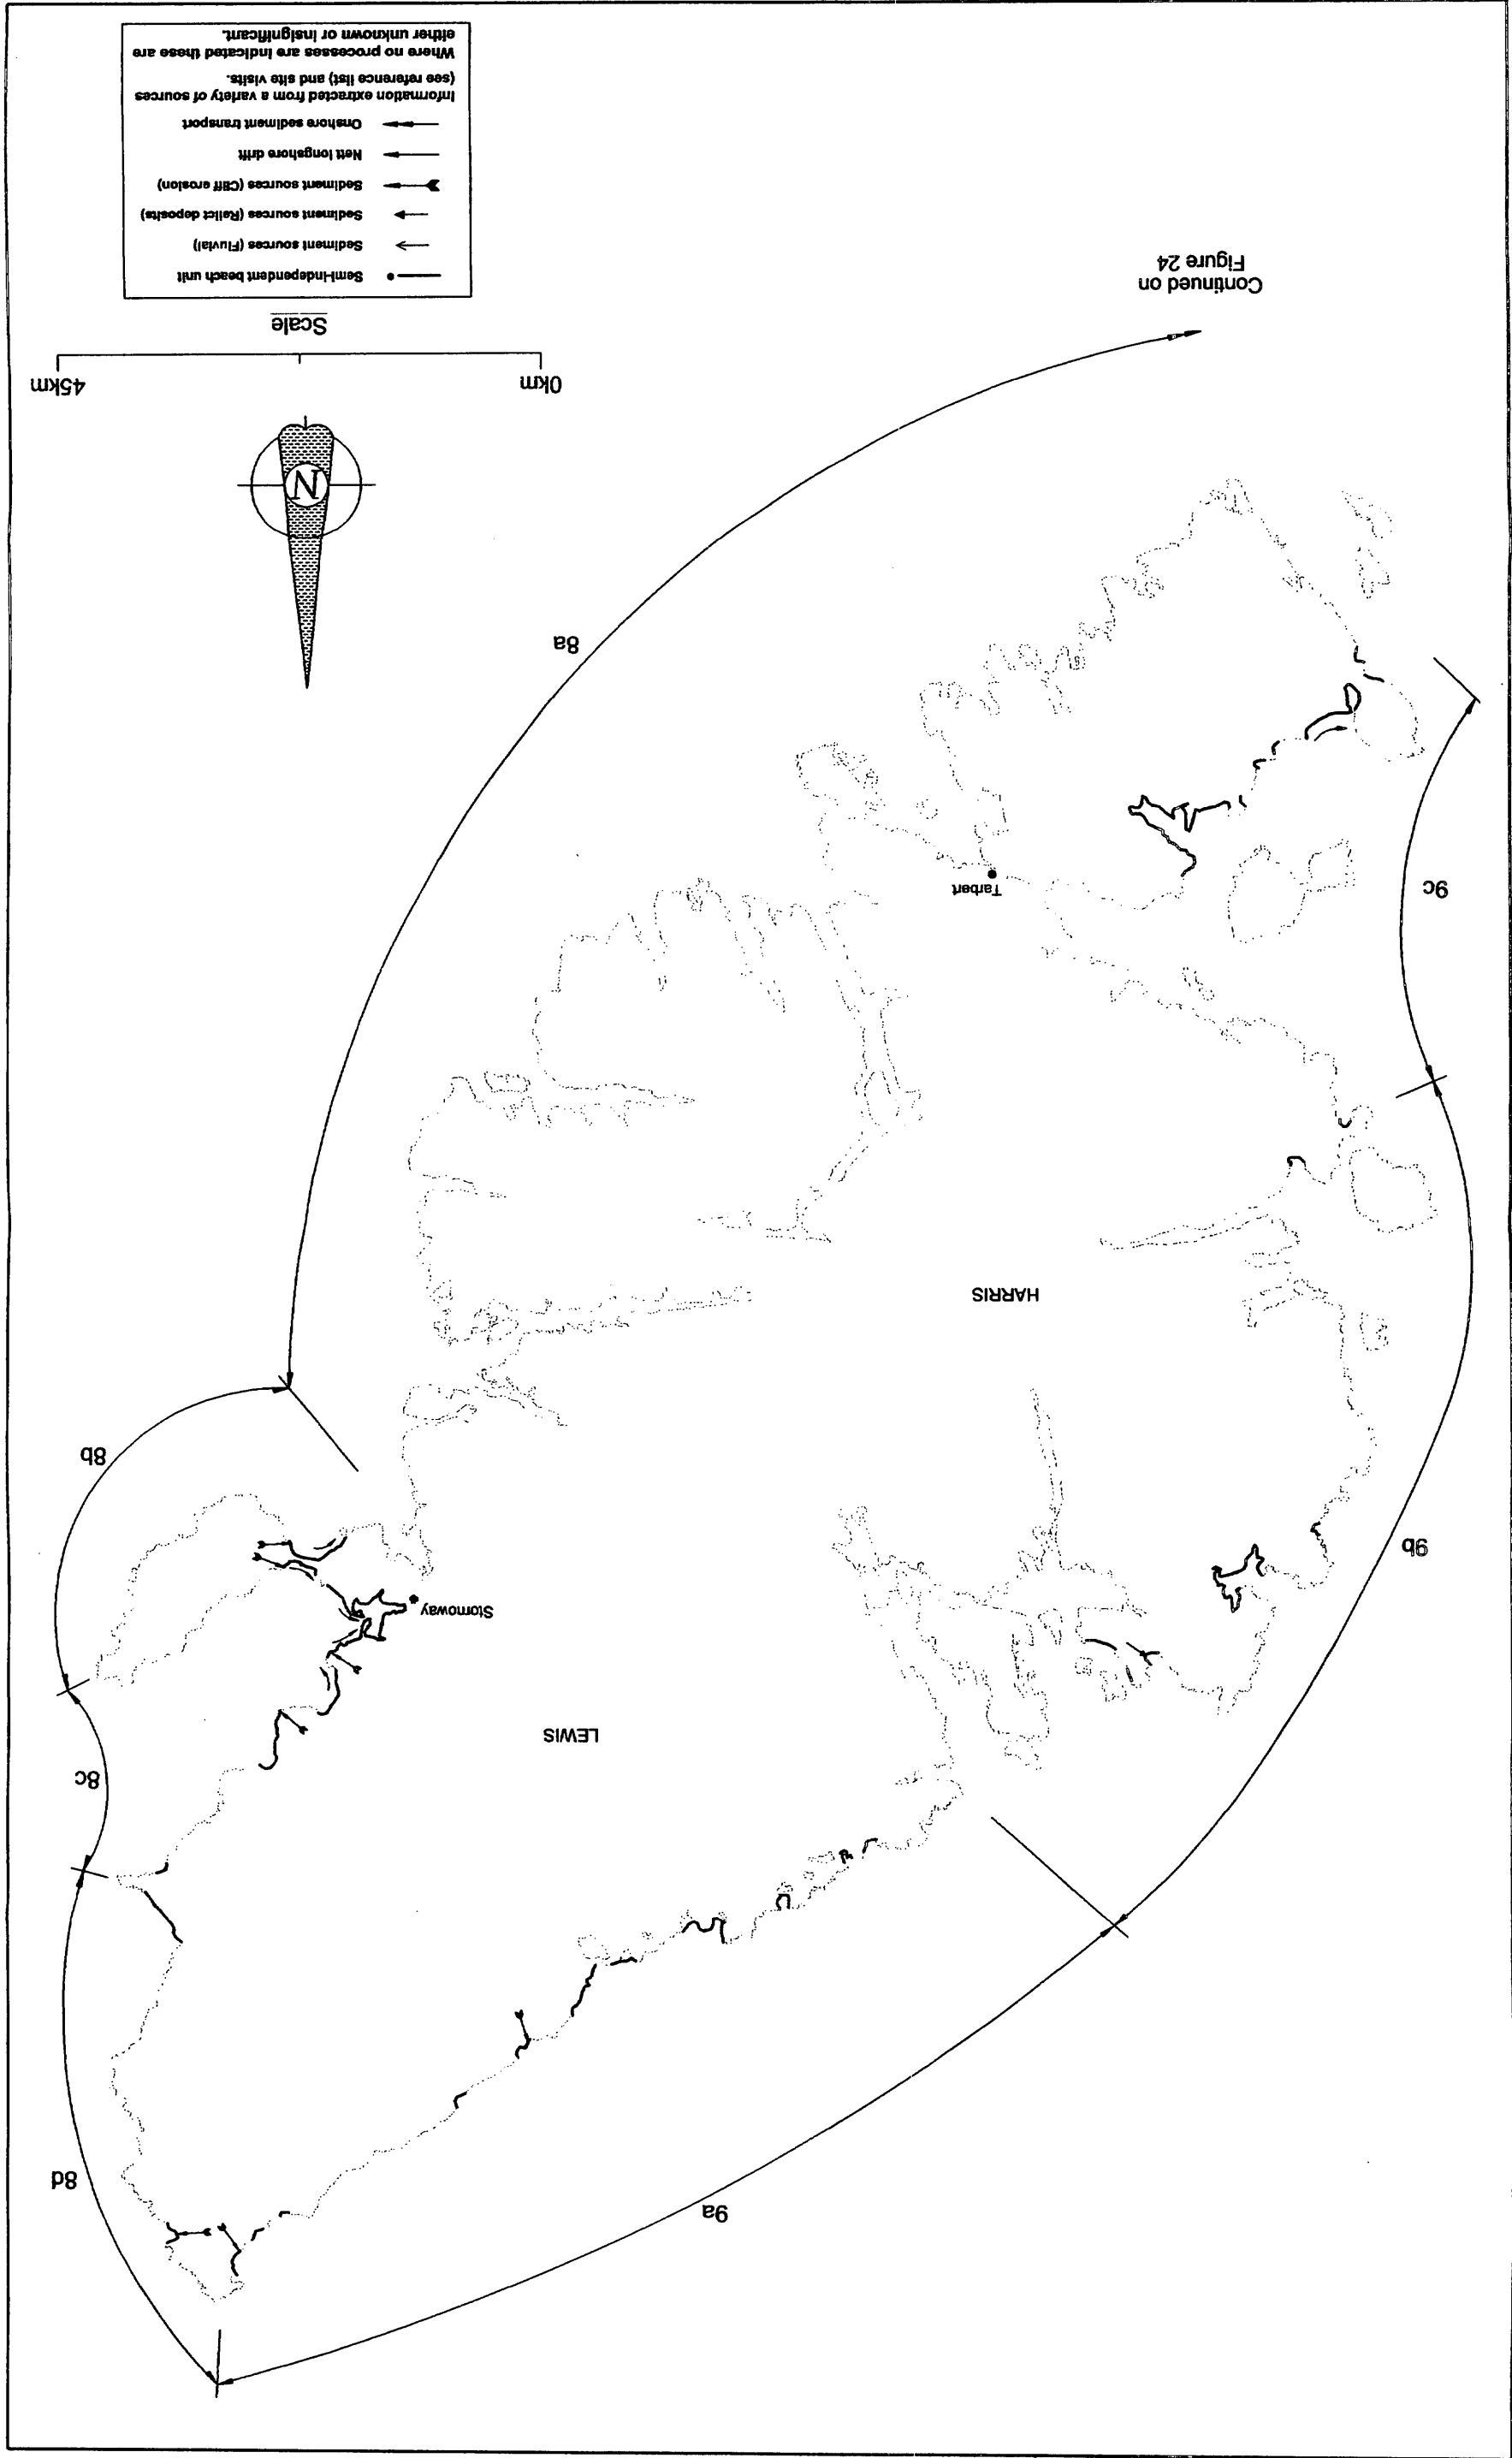 9a
8d
8c
LEWIS
Stornoway
9b
8b
HARRIS
9c
Tarbert
8a
N
0km
45km
Scale
Continued on
Figure 24
Semi-independent beach unit
Sediment sources (Fluvial)
Sediment sources (Relict deposits)
Sediment sources (Cliff erosion)
Nett longshore drift
Onshore sediment transport
Information extracted from a variety of sources
(see reference list) and site visits.
Where no processes are indicated these are
either unknown or insignificant.